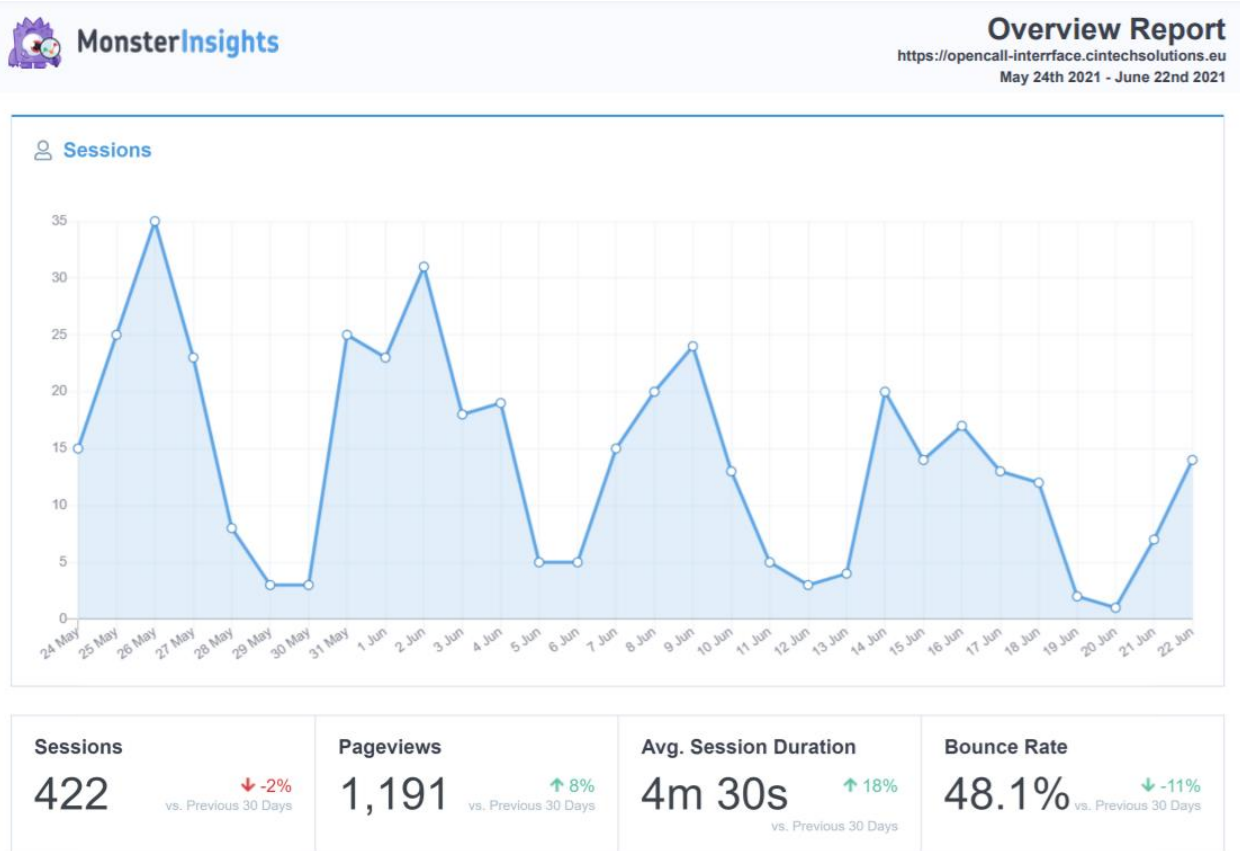 MonsterInsights
Overview Report
https://opencall-interrface.cintechsolutions.eu
May 24th 2021 - June 22nd 2021
Sessions
35
30
25
20
15
10
5
0
24 May 25 May 26 May 27 May 28 May 29 May 30 May 31 May 1 Jun 2 Jun 3 Jun 4 Jun 5 Jun 6 Jun 7 Jun 8 Jun 9 Jun 10 Jun 11 Jun 12 Jun 13 Jun 14 Jun 15 Jun 16 Jun 17 Jun 18 Jun 19 Jun 20 Jun 21 Jun 22 Jun
Sessions
422
-2%
vs. Previous 30 Days
Pageviews
1,191
8%
vs. Previous 30 Days
Avg. Session Duration
4m 30s
18%
vs. Previous 30 Days
Bounce Rate
48.1%
-11%
vs. Previous 30 Days